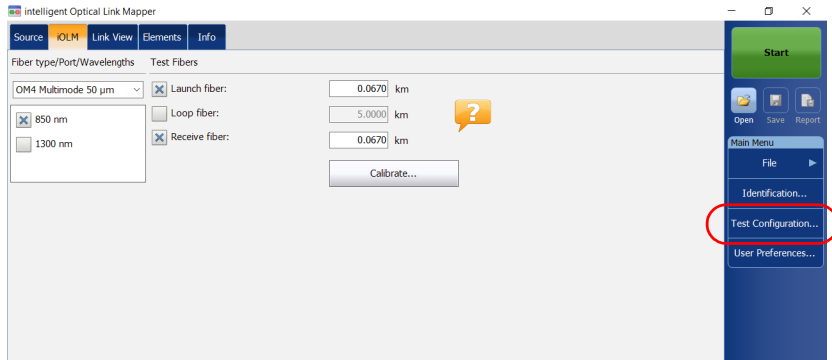 intelligent Optical Link Mapper
Source iOLM Link View Elements Info
Fiber type/Port/Wavelengths Test Fibers
OM4 Multimode 50 µm
850 nm
1300 nm
Launch fiber: 0.0670 km
Loop fiber: 5.0000 km
Receive fiber: 0.0670 km
?
Calibrate...
Start
Open Save Report
Main Menu
File
Identification...
Test Configuration...
User Preferences...